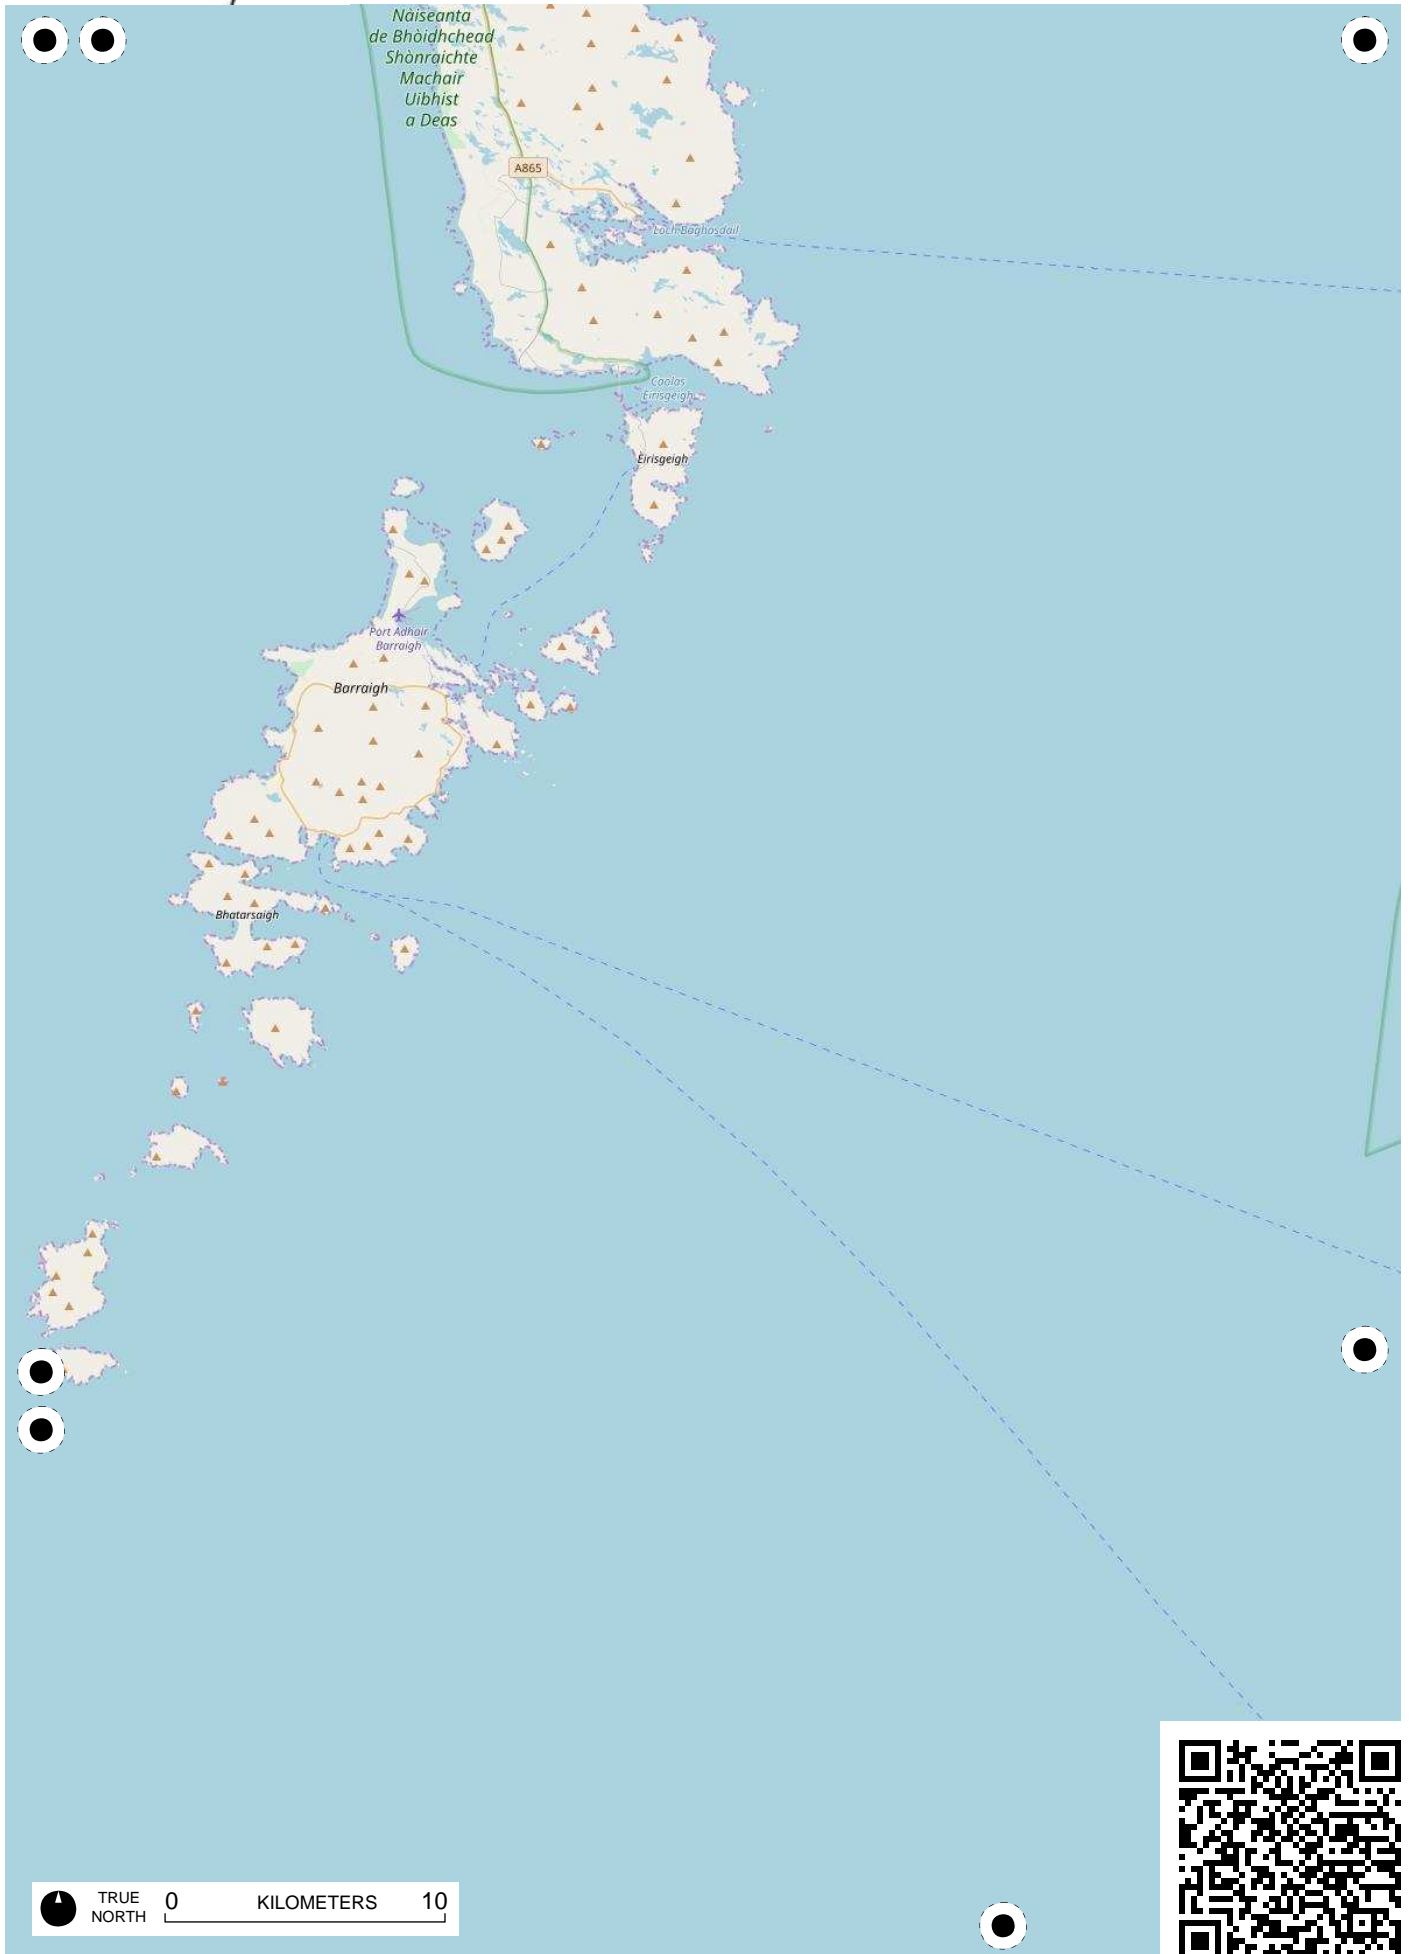 Nàiseanta
de Bhòidhchead
Shònraichte
Machair
Uibhist
a Deas
A865
Loch Baghasdail
Caolas
Èirisgeigh
Èirisgeigh
Port Adhair
Barraigh
Barraigh
Bhatarsaigh
TRUE
NORTH
0 KILOMETERS 10